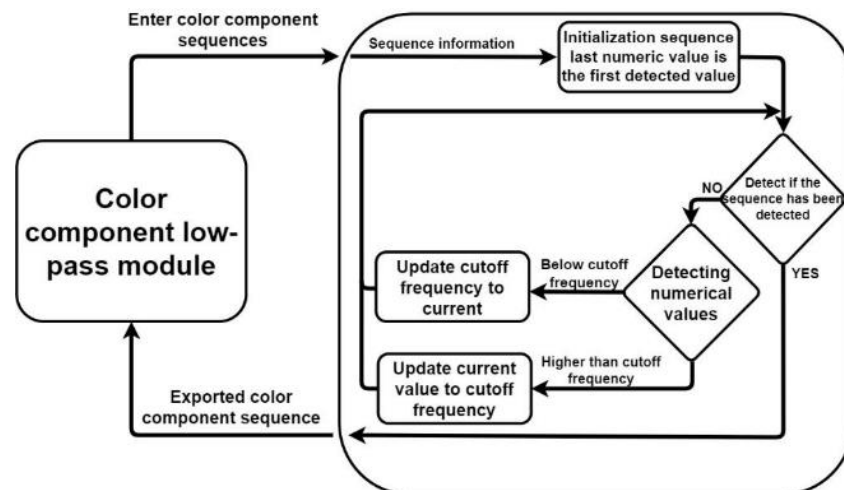 Enter color component
sequences
Sequence information
Initialization sequence
last numeric value is
the first detected value
Color
component low-
pass module
Detect if the
sequence has been
detected
NO
YES
Detecting
numerical
values
Below cutoff
frequency
Update cutoff
frequency to
current
Higher than cutoff
frequency
Update current
value to cutoff
frequency
Exported color
component sequence